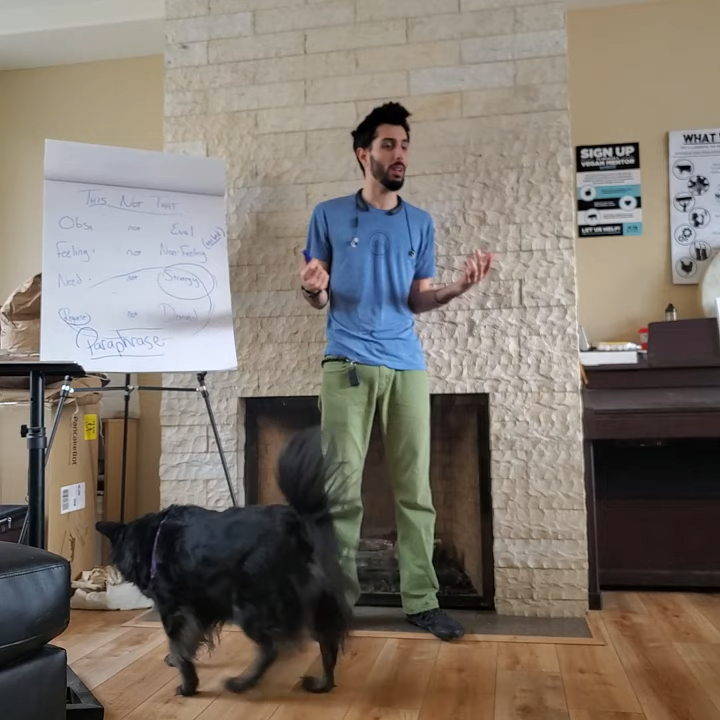 This Not That
Obs. not Eval
Feeling. not Non-Feeling
Need. not Strategy
Request not Demand
Paraphrase
PancakeBot
SIGN UP
VEGAN MENTOR
LET US HELP!
WHAT